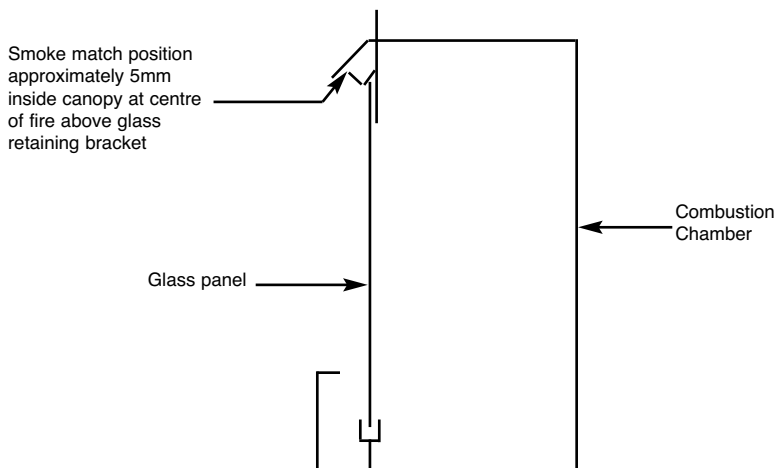 Smoke match position
approximately 5mm
inside canopy at centre
of fire above glass
retaining bracket
Combustion
Chamber
Glass panel